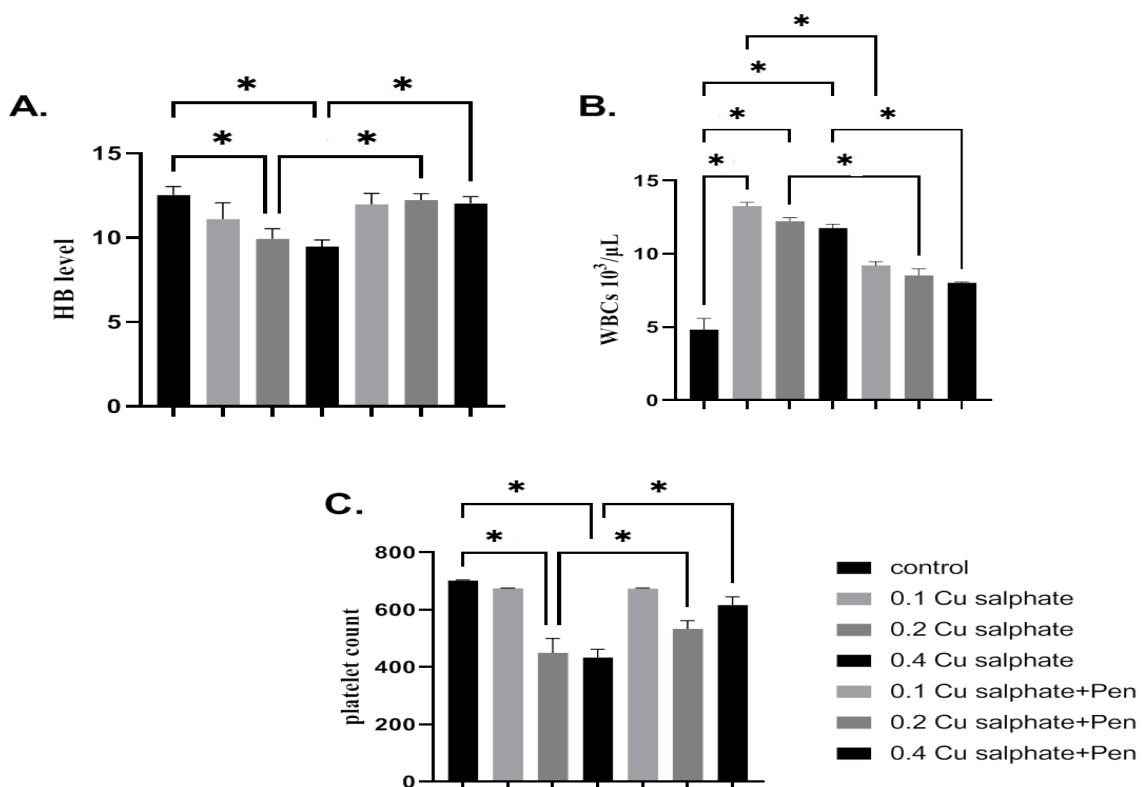 A.
*
*
*
*
HB level
15
10
5
0
B.
*
*
*
*
*
*
WBCs 10³/µL
15
10
5
0
C.
*
*
*
*
platelet count
800
600
400
200
0
control
0.1 Cu salphate
0.2 Cu salphate
0.4 Cu salphate
0.1 Cu salphate+Pen
0.2 Cu salphate+Pen
0.4 Cu salphate+Pen